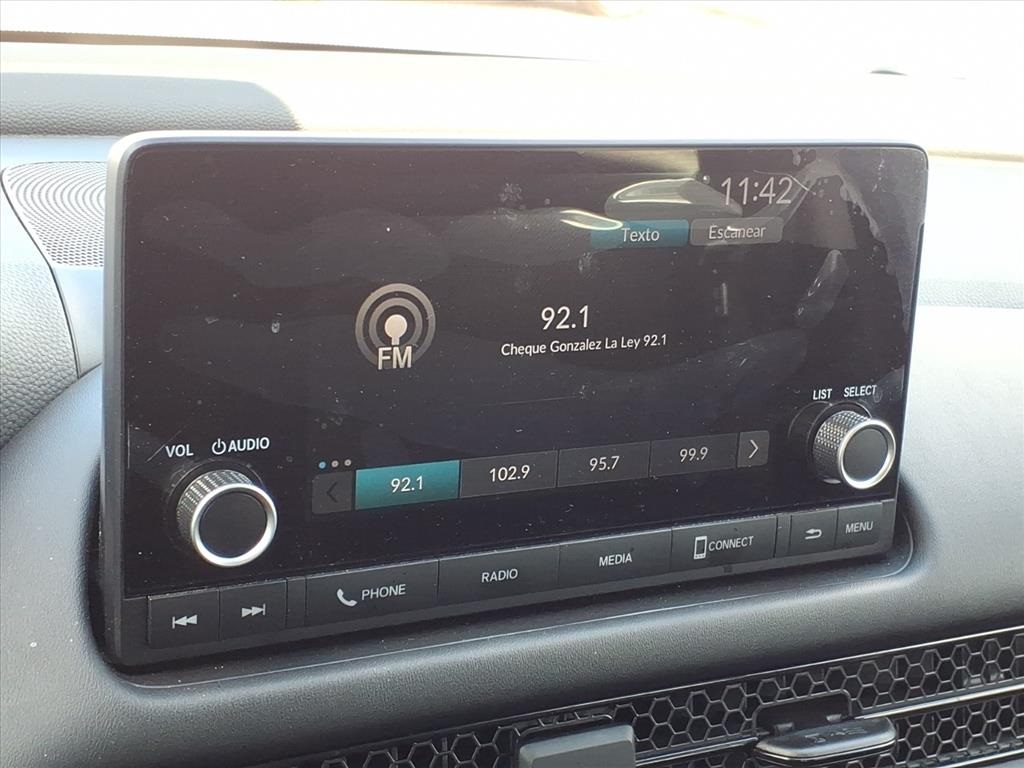 11:42
Texto
Escanear
92.1
Cheque Gonzalez La Ley 92.1
FM
LIST SELECT
VOL AUDIO
92.1 102.9 95.7 99.9
PHONE RADIO MEDIA CONNECT MENU